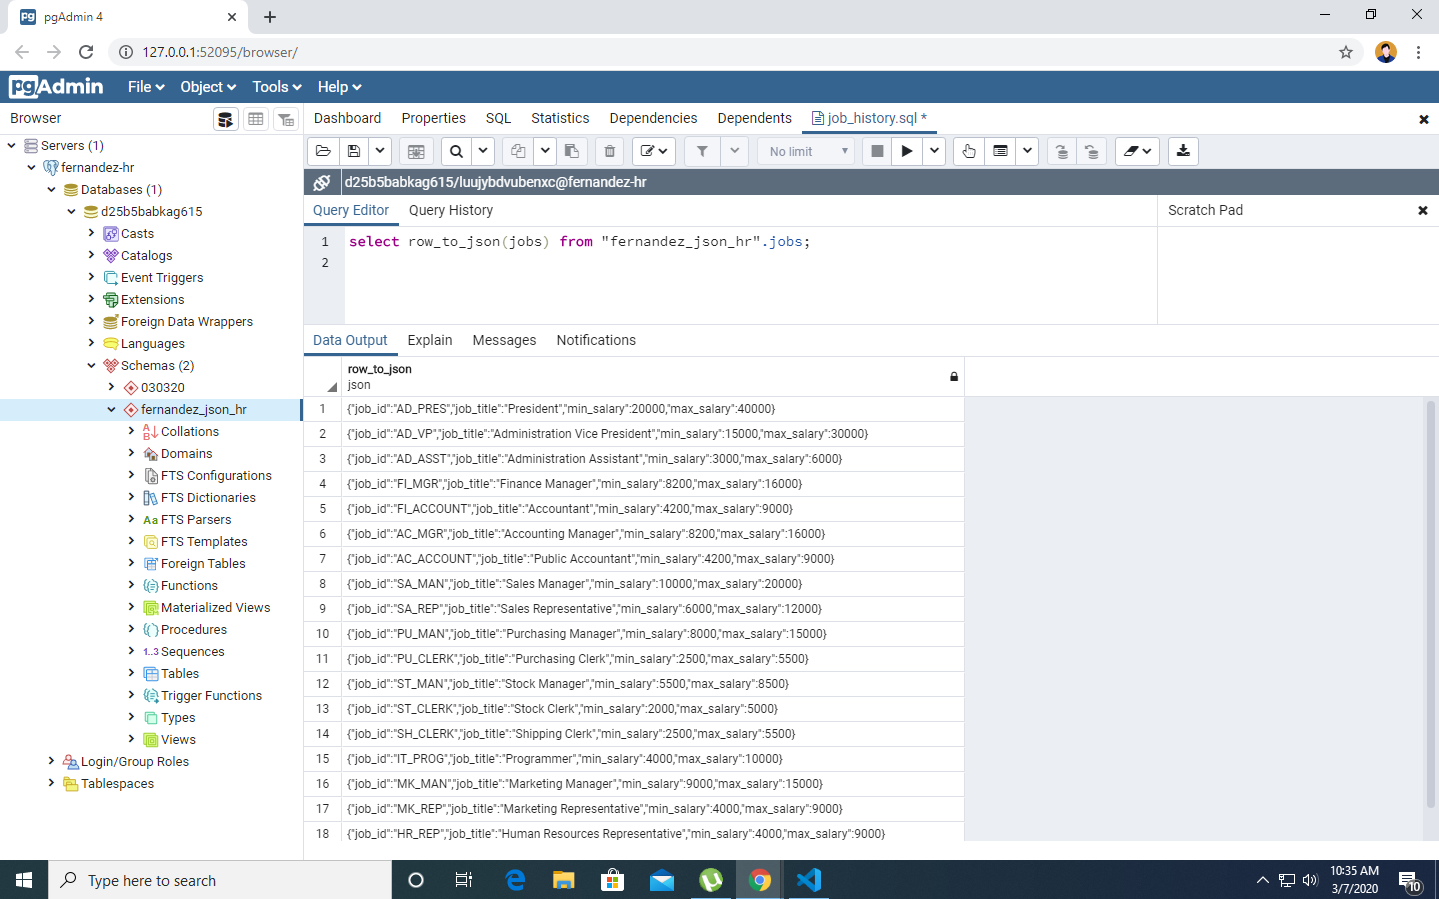 pgAdmin 4
127.0.0.1:52095/browser/
pgAdmin File Object Tools Help
Browser
Dashboard Properties SQL Statistics Dependencies Dependents job_history.sql *
No limit
d25b5babkag615/luujybdvubenxc@fernandez-hr
Servers (1)
fernandez-hr
Databases (1)
d25b5babkag615
Casts
Catalogs
Event Triggers
Extensions
Foreign Data Wrappers
Languages
Schemas (2)
030320
fernandez_json_hr
Collations
Domains
FTS Configurations
FTS Dictionaries
Aa FTS Parsers
FTS Templates
Foreign Tables
Functions
Materialized Views
Procedures
1..3 Sequences
Tables
Trigger Functions
Types
Views
Login/Group Roles
Tablespaces
Query Editor Query History
Scratch Pad
1 select row_to_json(jobs) from "fernandez_json_hr".jobs;
2
Data Output Explain Messages Notifications
row_to_json
json
1 {"job_id":"AD_PRES","job_title":"President","min_salary":20000,"max_salary":40000}
2 {"job_id":"AD_VP","job_title":"Administration Vice President","min_salary":15000,"max_salary":30000}
3 {"job_id":"AD_ASST","job_title":"Administration Assistant","min_salary":3000,"max_salary":6000}
4 {"job_id":"FI_MGR","job_title":"Finance Manager","min_salary":8200,"max_salary":16000}
5 {"job_id":"FI_ACCOUNT","job_title":"Accountant","min_salary":4200,"max_salary":9000}
6 {"job_id":"AC_MGR","job_title":"Accounting Manager","min_salary":8200,"max_salary":16000}
7 {"job_id":"AC_ACCOUNT","job_title":"Public Accountant","min_salary":4200,"max_salary":9000}
8 {"job_id":"SA_MAN","job_title":"Sales Manager","min_salary":10000,"max_salary":20000}
9 {"job_id":"SA_REP","job_title":"Sales Representative","min_salary":6000,"max_salary":12000}
10 {"job_id":"PU_MAN","job_title":"Purchasing Manager","min_salary":8000,"max_salary":15000}
11 {"job_id":"PU_CLERK","job_title":"Purchasing Clerk","min_salary":2500,"max_salary":5500}
12 {"job_id":"ST_MAN","job_title":"Stock Manager","min_salary":5500,"max_salary":8500}
13 {"job_id":"ST_CLERK","job_title":"Stock Clerk","min_salary":2000,"max_salary":5000}
14 {"job_id":"SH_CLERK","job_title":"Shipping Clerk","min_salary":2500,"max_salary":5500}
15 {"job_id":"IT_PROG","job_title":"Programmer","min_salary":4000,"max_salary":10000}
16 {"job_id":"MK_MAN","job_title":"Marketing Manager","min_salary":9000,"max_salary":15000}
17 {"job_id":"MK_REP","job_title":"Marketing Representative","min_salary":4000,"max_salary":9000}
18 {"job_id":"HR_REP","job_title":"Human Resources Representative","min_salary":4000,"max_salary":9000}
Type here to search
10:35 AM
3/7/2020
10